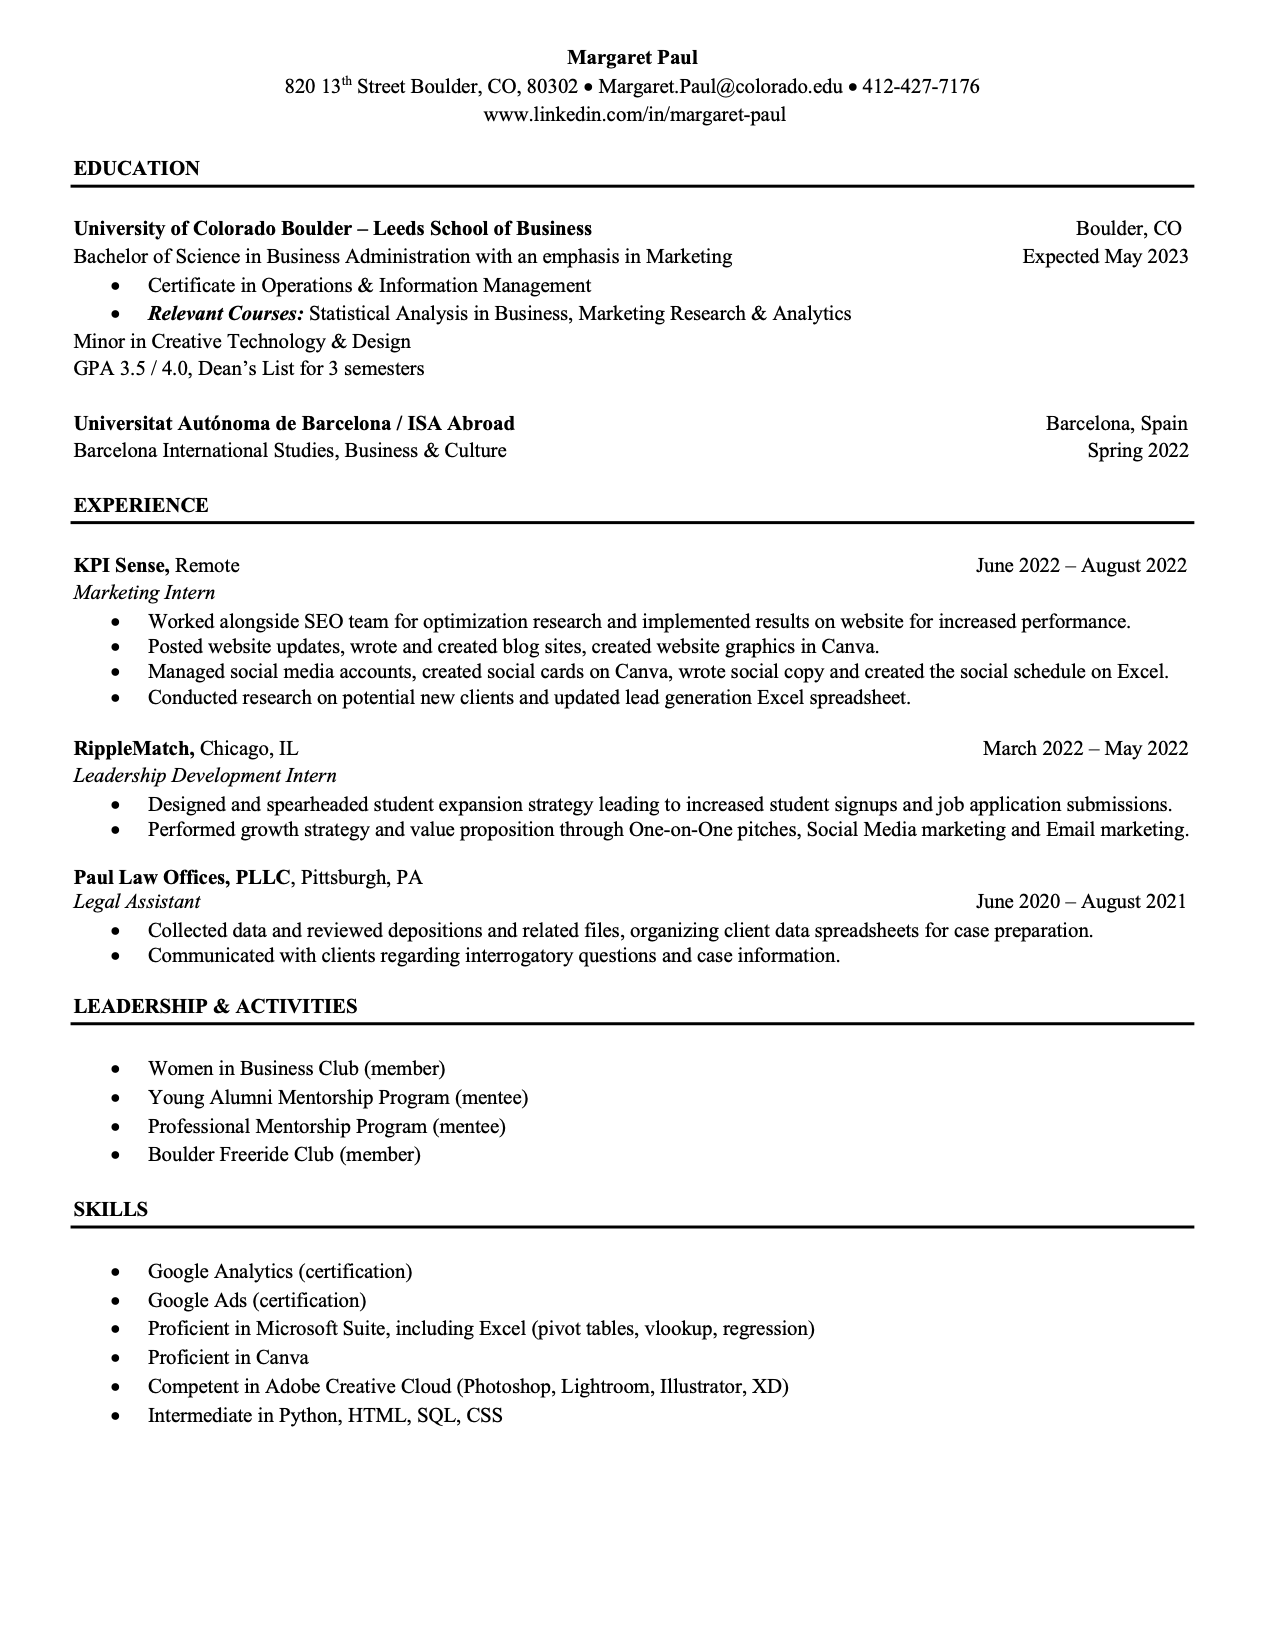 Margaret Paul
820 13th Street Boulder, CO, 80302 ● Margaret.Paul@colorado.edu ● 412-427-7176
www.linkedin.com/in/margaret-paul
EDUCATION
University of Colorado Boulder – Leeds School of Business Boulder, CO
Bachelor of Science in Business Administration with an emphasis in Marketing Expected May 2023
● Certificate in Operations & Information Management
● Relevant Courses: Statistical Analysis in Business, Marketing Research & Analytics
Minor in Creative Technology & Design
GPA 3.5 / 4.0, Dean’s List for 3 semesters
Universitat Autónoma de Barcelona / ISA Abroad Barcelona, Spain
Barcelona International Studies, Business & Culture Spring 2022
EXPERIENCE
KPI Sense, Remote June 2022 – August 2022
Marketing Intern
● Worked alongside SEO team for optimization research and implemented results on website for increased performance.
● Posted website updates, wrote and created blog sites, created website graphics in Canva.
● Managed social media accounts, created social cards on Canva, wrote social copy and created the social schedule on Excel.
● Conducted research on potential new clients and updated lead generation Excel spreadsheet.
RippleMatch, Chicago, IL March 2022 – May 2022
Leadership Development Intern
● Designed and spearheaded student expansion strategy leading to increased student signups and job application submissions.
● Performed growth strategy and value proposition through One-on-One pitches, Social Media marketing and Email marketing.
Paul Law Offices, PLLC, Pittsburgh, PA
Legal Assistant June 2020 – August 2021
● Collected data and reviewed depositions and related files, organizing client data spreadsheets for case preparation.
● Communicated with clients regarding interrogatory questions and case information.
LEADERSHIP & ACTIVITIES
● Women in Business Club (member)
● Young Alumni Mentorship Program (mentee)
● Professional Mentorship Program (mentee)
● Boulder Freeride Club (member)
SKILLS
● Google Analytics (certification)
● Google Ads (certification)
● Proficient in Microsoft Suite, including Excel (pivot tables, vlookup, regression)
● Proficient in Canva
● Competent in Adobe Creative Cloud (Photoshop, Lightroom, Illustrator, XD)
● Intermediate in Python, HTML, SQL, CSS